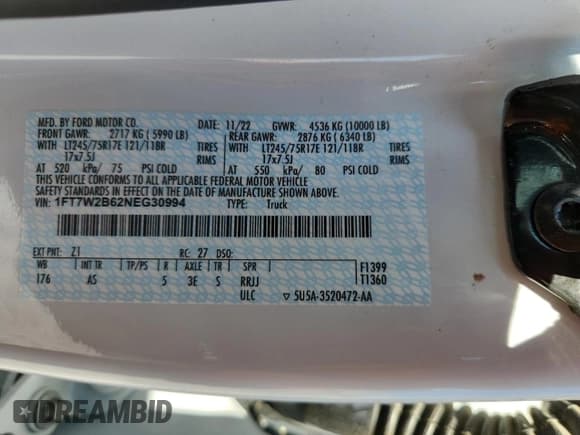 MFD. BY FORD MOTOR CO. DATE: 11/22 GVWR: 4536 KG (10000 LB)
FRONT GAWR: 2717 KG (5990 LB) REAR GAWR: 2876 KG (6340 LB)
WITH LT245/75R17E 121/118R TIRES WITH LT245/75R17E 121/118R TIRES
17x7.5J RIMS 17x7.5J RIMS
AT 520 kPa/ 75 PSI COLD AT 550 kPa/ 80 PSI COLD
THIS VEHICLE CONFORMS TO ALL APPLICABLE FEDERAL MOTOR VEHICLE
SAFETY STANDARDS IN EFFECT ON THE DATE OF MANUFACTURE SHOWN ABOVE.
VIN: 1FT7W2B62NEG30994 TYPE: Truck
EXT PNT: Z1 RC: 27 DSO:
WB INT TR TP/PS R AXLE TR SPR F1399
176 AS 5 3E S RRJJ T1360
ULC ▽ 5U5A-3520472-AA
DREAMBID